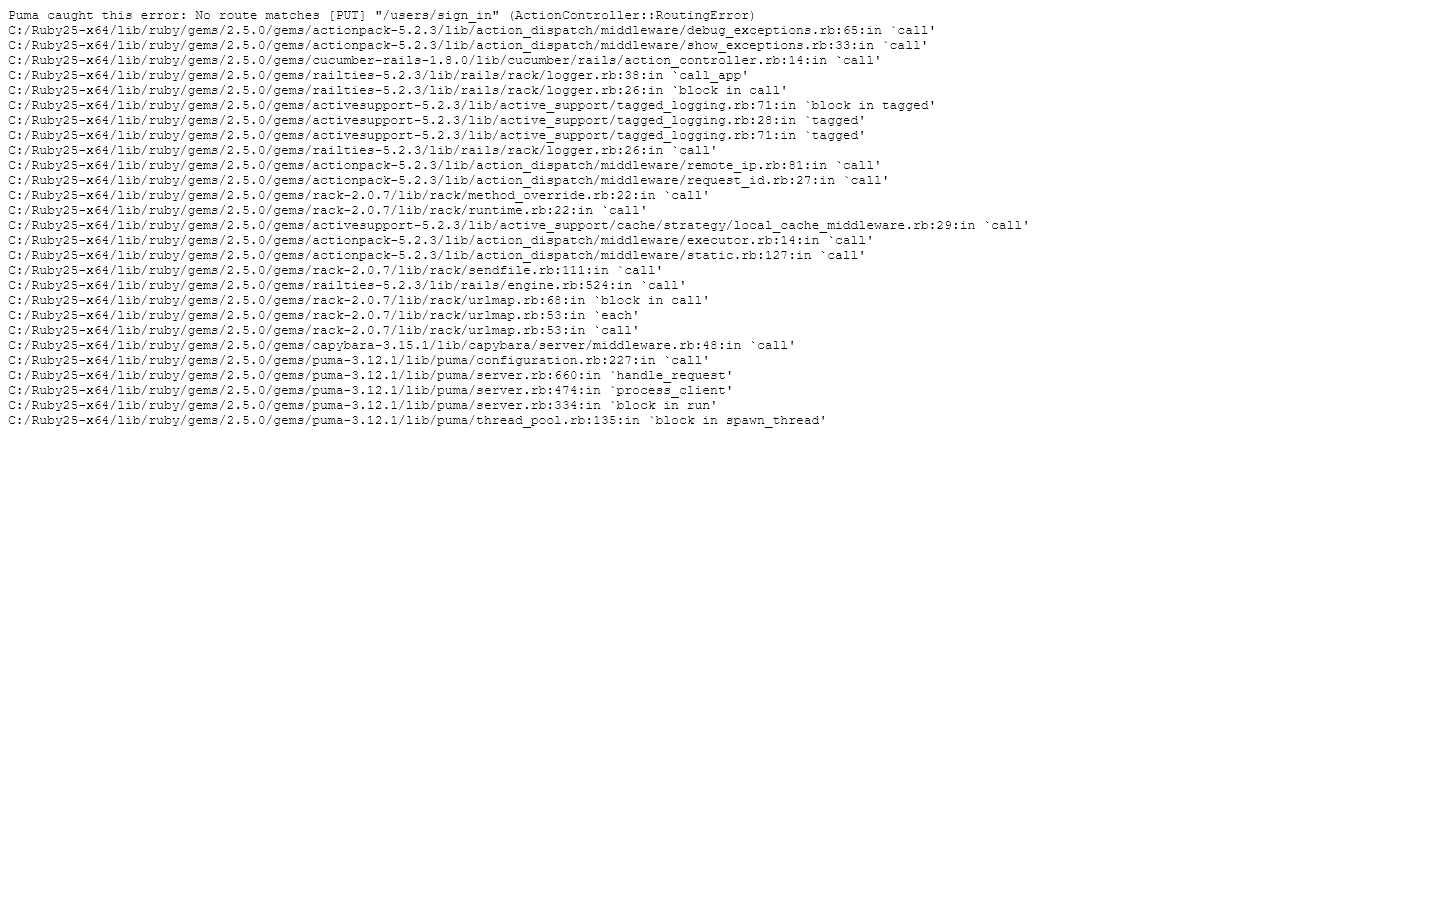 Puma caught this error: No route matches [PUT] "/users/sign_in" (ActionController::RoutingError)
C:/Ruby25-x64/lib/ruby/gems/2.5.0/gems/actionpack-5.2.3/lib/action_dispatch/middleware/debug_exceptions.rb:65:in `call'
C:/Ruby25-x64/lib/ruby/gems/2.5.0/gems/actionpack-5.2.3/lib/action_dispatch/middleware/show_exceptions.rb:33:in `call'
C:/Ruby25-x64/lib/ruby/gems/2.5.0/gems/cucumber-rails-1.8.0/lib/cucumber/rails/action_controller.rb:14:in `call'
C:/Ruby25-x64/lib/ruby/gems/2.5.0/gems/railties-5.2.3/lib/rails/rack/logger.rb:38:in `call_app'
C:/Ruby25-x64/lib/ruby/gems/2.5.0/gems/railties-5.2.3/lib/rails/rack/logger.rb:26:in `block in call'
C:/Ruby25-x64/lib/ruby/gems/2.5.0/gems/activesupport-5.2.3/lib/active_support/tagged_logging.rb:71:in `block in tagged'
C:/Ruby25-x64/lib/ruby/gems/2.5.0/gems/activesupport-5.2.3/lib/active_support/tagged_logging.rb:28:in `tagged'
C:/Ruby25-x64/lib/ruby/gems/2.5.0/gems/activesupport-5.2.3/lib/active_support/tagged_logging.rb:71:in `tagged'
C:/Ruby25-x64/lib/ruby/gems/2.5.0/gems/railties-5.2.3/lib/rails/rack/logger.rb:26:in `call'
C:/Ruby25-x64/lib/ruby/gems/2.5.0/gems/actionpack-5.2.3/lib/action_dispatch/middleware/remote_ip.rb:81:in `call'
C:/Ruby25-x64/lib/ruby/gems/2.5.0/gems/actionpack-5.2.3/lib/action_dispatch/middleware/request_id.rb:27:in `call'
C:/Ruby25-x64/lib/ruby/gems/2.5.0/gems/rack-2.0.7/lib/rack/method_override.rb:22:in `call'
C:/Ruby25-x64/lib/ruby/gems/2.5.0/gems/rack-2.0.7/lib/rack/runtime.rb:22:in `call'
C:/Ruby25-x64/lib/ruby/gems/2.5.0/gems/activesupport-5.2.3/lib/active_support/cache/strategy/local_cache_middleware.rb:29:in `call'
C:/Ruby25-x64/lib/ruby/gems/2.5.0/gems/actionpack-5.2.3/lib/action_dispatch/middleware/executor.rb:14:in `call'
C:/Ruby25-x64/lib/ruby/gems/2.5.0/gems/actionpack-5.2.3/lib/action_dispatch/middleware/static.rb:127:in `call'
C:/Ruby25-x64/lib/ruby/gems/2.5.0/gems/rack-2.0.7/lib/rack/sendfile.rb:111:in `call'
C:/Ruby25-x64/lib/ruby/gems/2.5.0/gems/railties-5.2.3/lib/rails/engine.rb:524:in `call'
C:/Ruby25-x64/lib/ruby/gems/2.5.0/gems/rack-2.0.7/lib/rack/urlmap.rb:68:in `block in call'
C:/Ruby25-x64/lib/ruby/gems/2.5.0/gems/rack-2.0.7/lib/rack/urlmap.rb:53:in `each'
C:/Ruby25-x64/lib/ruby/gems/2.5.0/gems/rack-2.0.7/lib/rack/urlmap.rb:53:in `call'
C:/Ruby25-x64/lib/ruby/gems/2.5.0/gems/capybara-3.15.1/lib/capybara/server/middleware.rb:48:in `call'
C:/Ruby25-x64/lib/ruby/gems/2.5.0/gems/puma-3.12.1/lib/puma/configuration.rb:227:in `call'
C:/Ruby25-x64/lib/ruby/gems/2.5.0/gems/puma-3.12.1/lib/puma/server.rb:660:in `handle_request'
C:/Ruby25-x64/lib/ruby/gems/2.5.0/gems/puma-3.12.1/lib/puma/server.rb:474:in `process_client'
C:/Ruby25-x64/lib/ruby/gems/2.5.0/gems/puma-3.12.1/lib/puma/server.rb:334:in `block in run'
C:/Ruby25-x64/lib/ruby/gems/2.5.0/gems/puma-3.12.1/lib/puma/thread_pool.rb:135:in `block in spawn_thread'